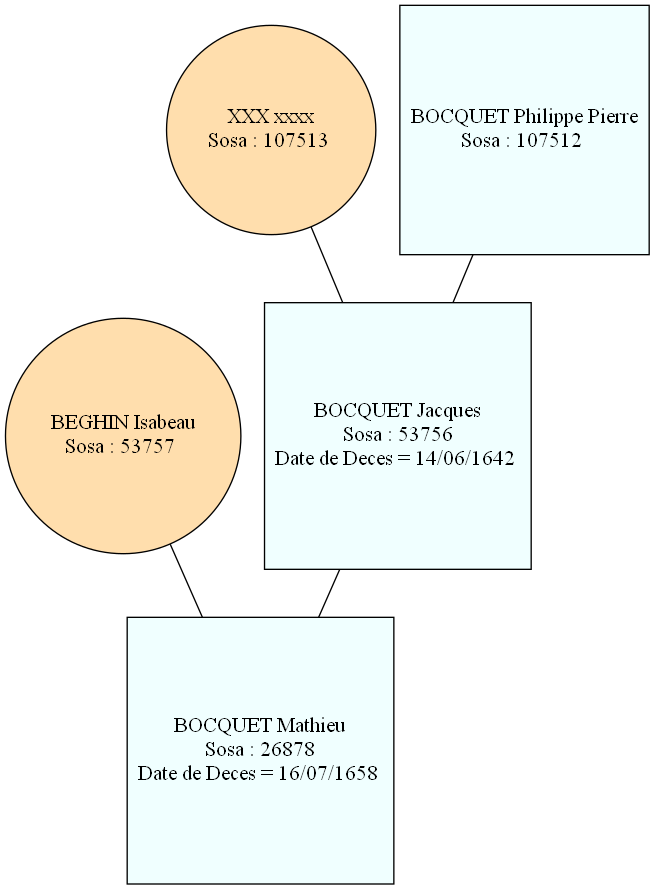 XXX xxxx
Sosa : 107513
BOCQUET Philippe Pierre
Sosa : 107512
BEGHIN Isabeau
Sosa : 53757
BOCQUET Jacques
Sosa : 53756
Date de Deces = 14/06/1642
BOCQUET Mathieu
Sosa : 26878
Date de Deces = 16/07/1658